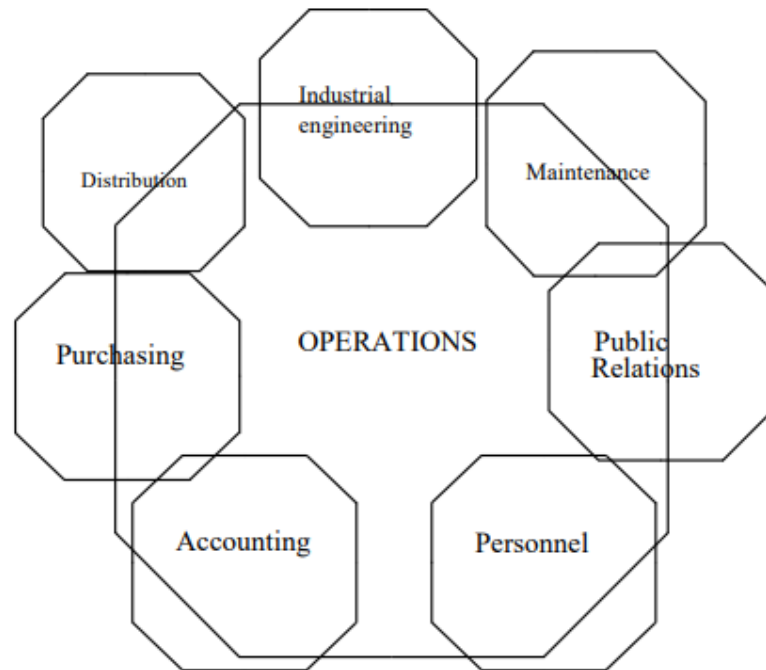 Industrial
engineering
Distribution
Maintenance
Purchasing
OPERATIONS
Public
Relations
Accounting
Personnel